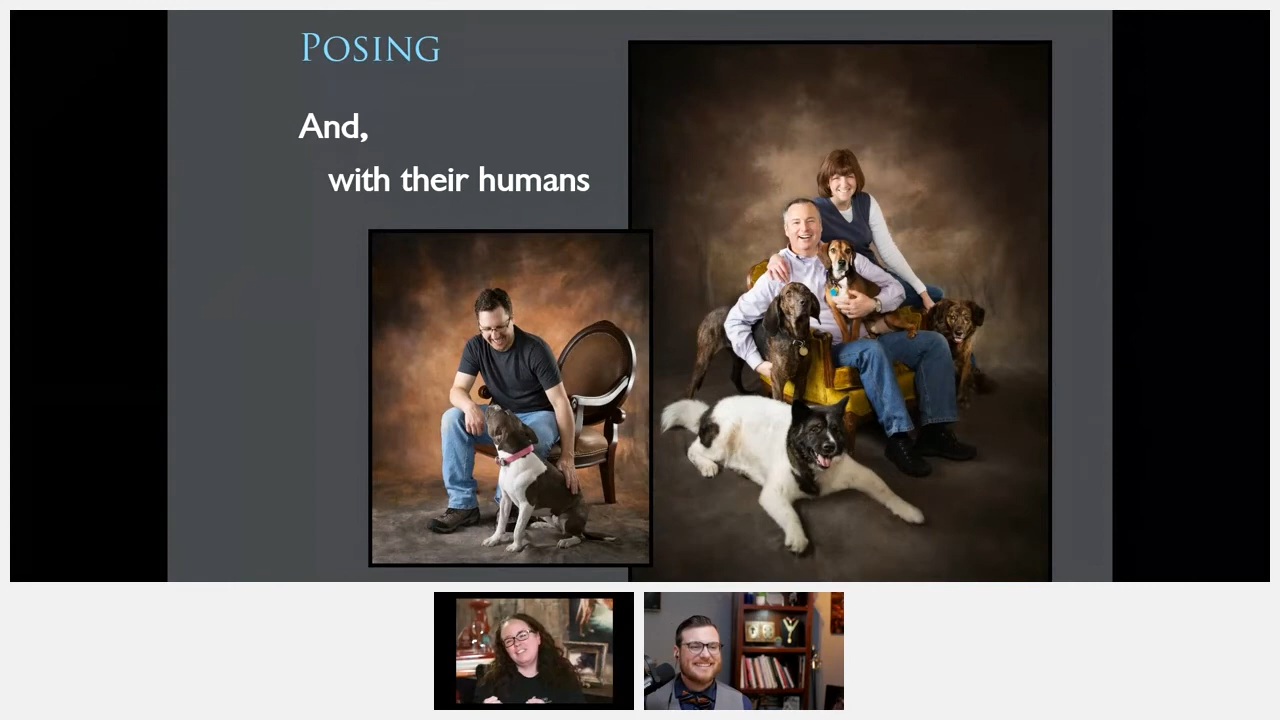 Posing
And,
with their humans